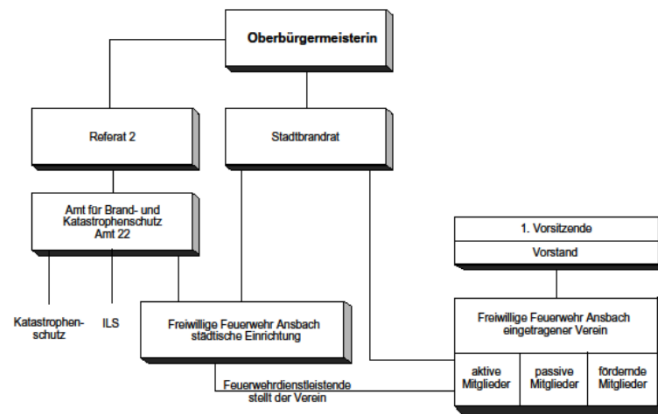 Oberbürgermeisterin
Referat 2
Stadtbrandrat
Amt für Brand- und
Katastrophenschutz
Amt 22
1. Vorsitzende
Vorstand
Katastrophen-
schutz
ILS
Freiwillige Feuerwehr Ansbach
städtische Einrichtung
Freiwillige Feuerwehr Ansbach
eingetragener Verein
aktive
Mitglieder
passive
Mitglieder
fördernde
Mitglieder
Feuerwehrdienstleistende
stellt der Verein